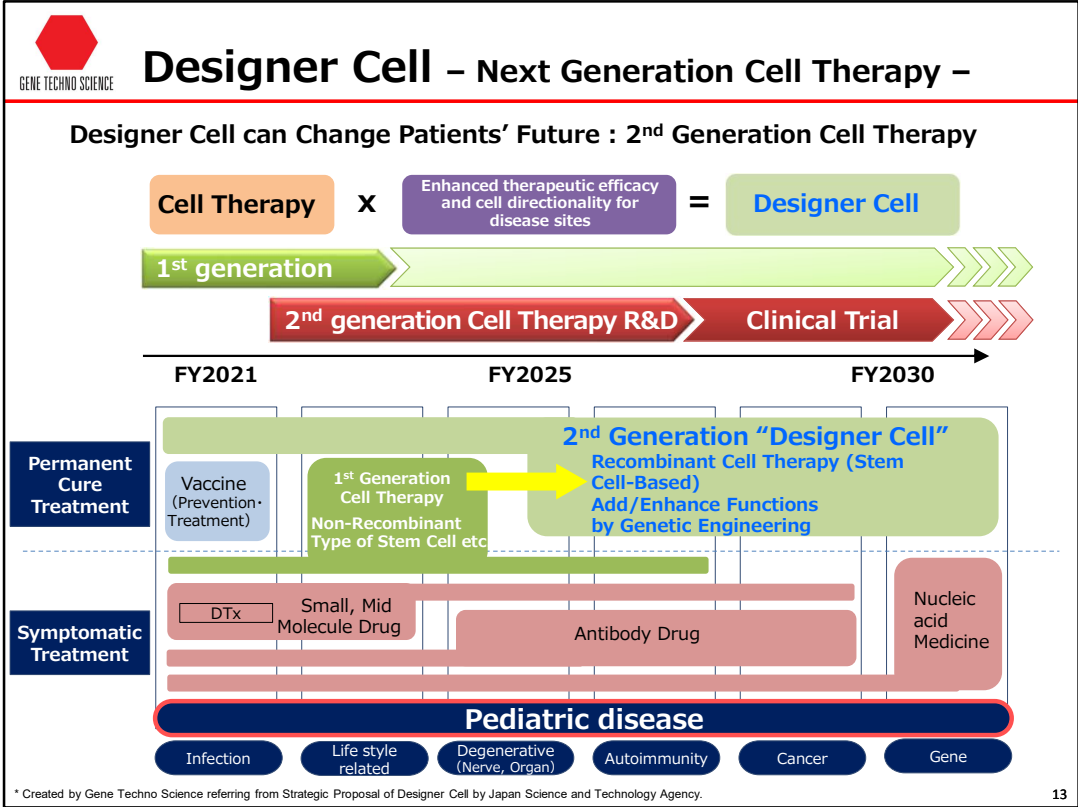 GENE TECHNO SCIENCE
Designer Cell – Next Generation Cell Therapy –
Designer Cell can Change Patients’ Future : 2nd Generation Cell Therapy
Cell Therapy
x
Enhanced therapeutic efficacy
and cell directionality for
disease sites
=
Designer Cell
1st generation
2nd generation Cell Therapy R&D
Clinical Trial
FY2021
FY2025
FY2030
Permanent
Cure
Treatment
Vaccine
(Prevention・
Treatment)
1st Generation
Cell Therapy
Non-Recombinant
Type of Stem Cell etc
2nd Generation “Designer Cell”
Recombinant Cell Therapy (Stem
Cell-Based)
Add/Enhance Functions
by Genetic Engineering
Symptomatic
Treatment
DTx
Small, Mid
Molecule Drug
Antibody Drug
Nucleic
acid
Medicine
Pediatric disease
Infection
Life style
related
Degenerative
(Nerve, Organ)
Autoimmunity
Cancer
Gene
* Created by Gene Techno Science referring from Strategic Proposal of Designer Cell by Japan Science and Technology Agency.
13